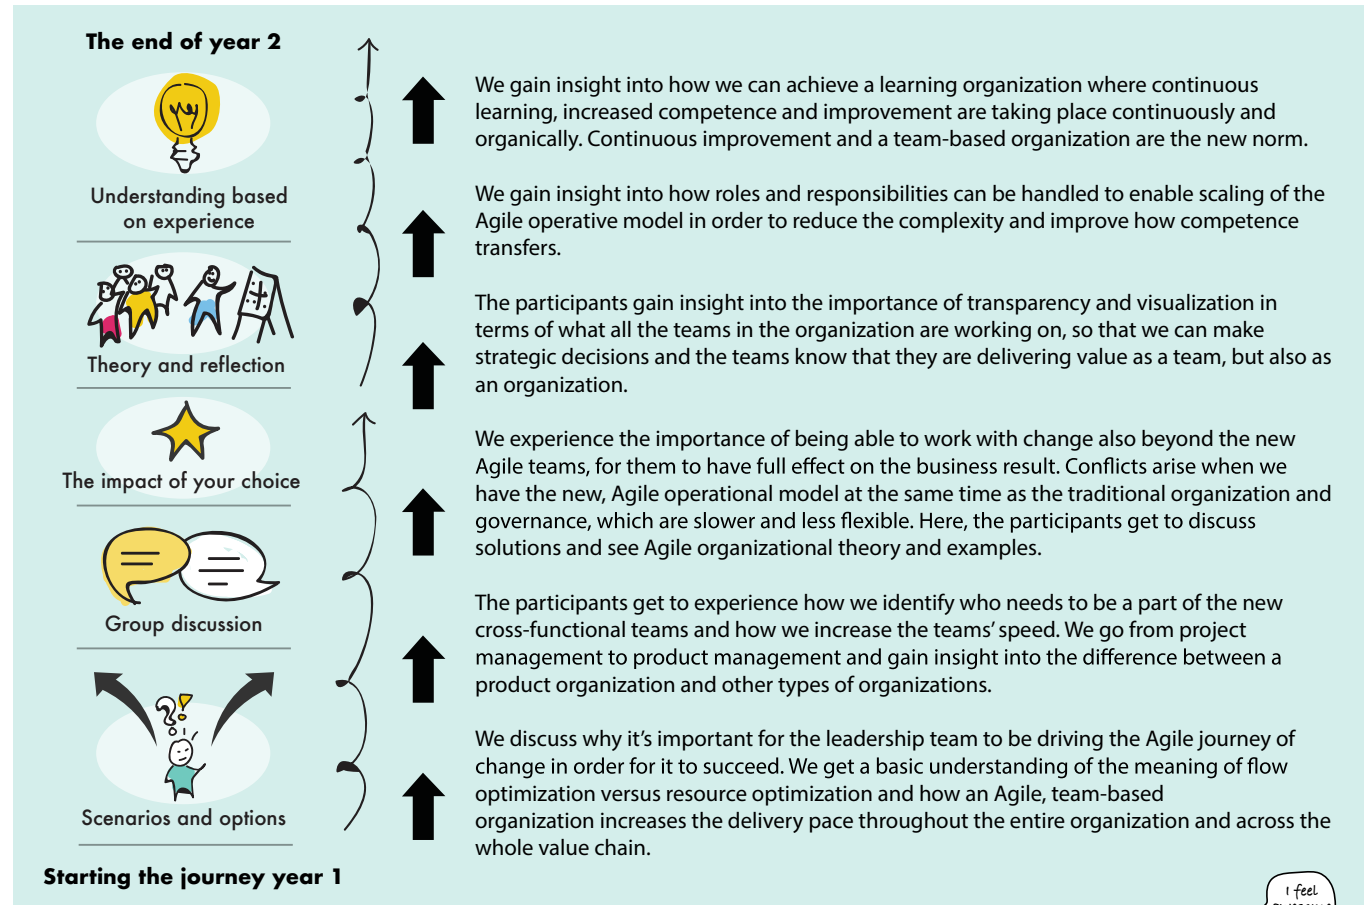 The end of year 2
Understanding based
on experience
Theory and reflection
The impact of your choice
Group discussion
Scenarios and options
Starting the journey year 1
We gain insight into how we can achieve a learning organization where continuous
learning, increased competence and improvement are taking place continuously and
organically. Continuous improvement and a team-based organization are the new norm.
We gain insight into how roles and responsibilities can be handled to enable scaling of the
Agile operative model in order to reduce the complexity and improve how competence
transfers.
The participants gain insight into the importance of transparency and visualization in
terms of what all the teams in the organization are working on, so that we can make
strategic decisions and the teams know that they are delivering value as a team, but also as
an organization.
We experience the importance of being able to work with change also beyond the new
Agile teams, for them to have full effect on the business result. Conflicts arise when we
have the new, Agile operational model at the same time as the traditional organization and
governance, which are slower and less flexible. Here, the participants get to discuss
solutions and see Agile organizational theory and examples.
The participants get to experience how we identify who needs to be a part of the new
cross-functional teams and how we increase the teams' speed. We go from project
management to product management and gain insight into the difference between a
product organization and other types of organizations.
We discuss why it's important for the leadership team to be driving the Agile journey of
change in order for it to succeed. We get a basic understanding of the meaning of flow
optimization versus resource optimization and how an Agile, team-based
organization increases the delivery pace throughout the entire organization and across the
whole value chain.
I feel